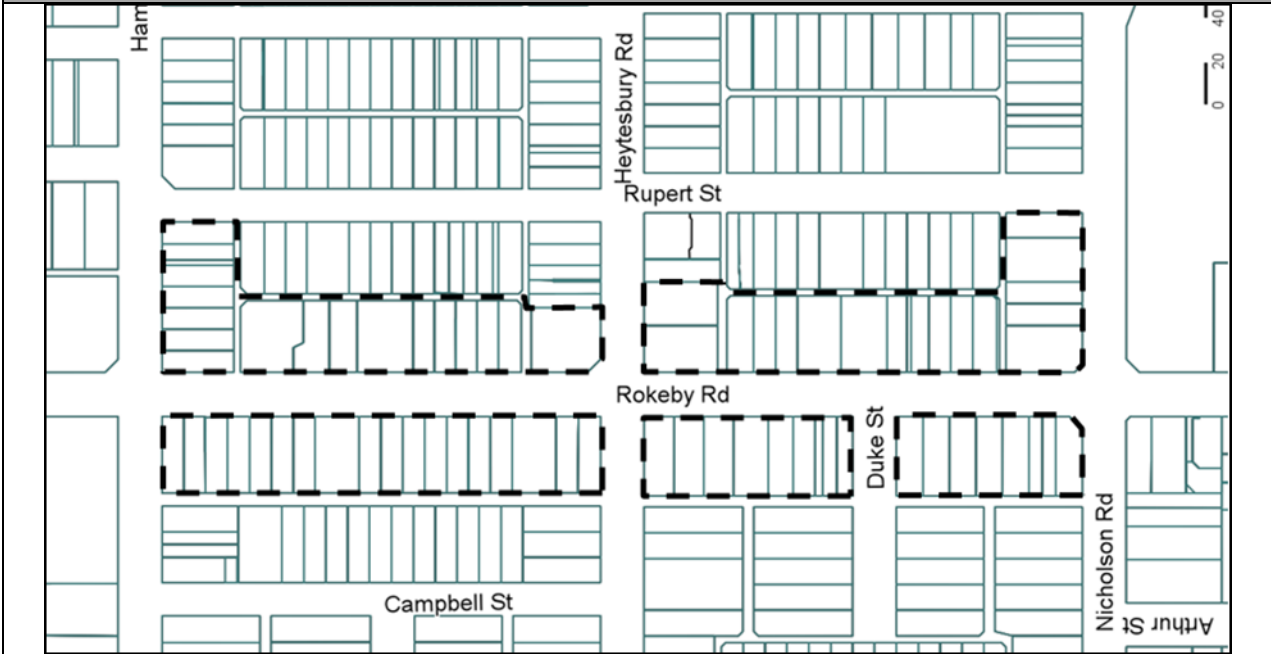 Ham
Heytesbury Rd
40
20
0
Rupert St
Rokeby Rd
Duke St
Nicholson Rd
Campbell St
Arthur St